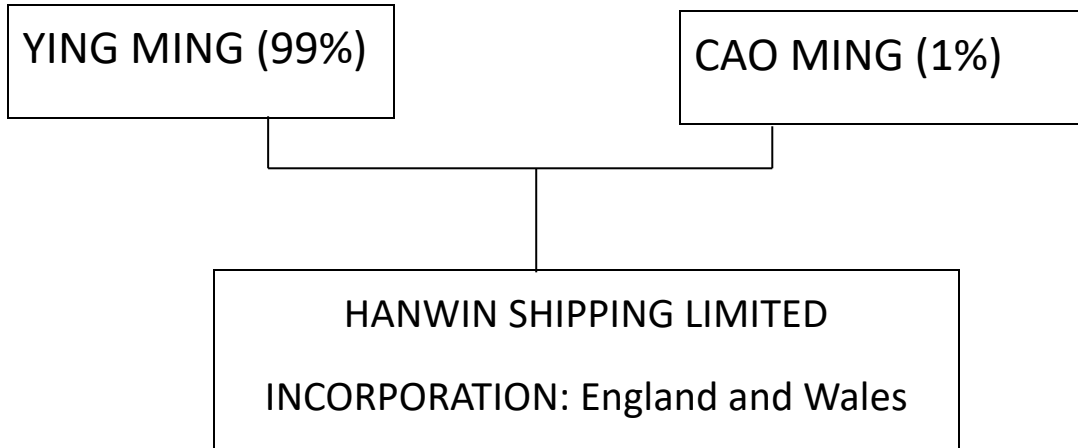 YING MING (99%)
CAO MING (1%)
HANWIN SHIPPING LIMITED
INCORPORATION: England and Wales